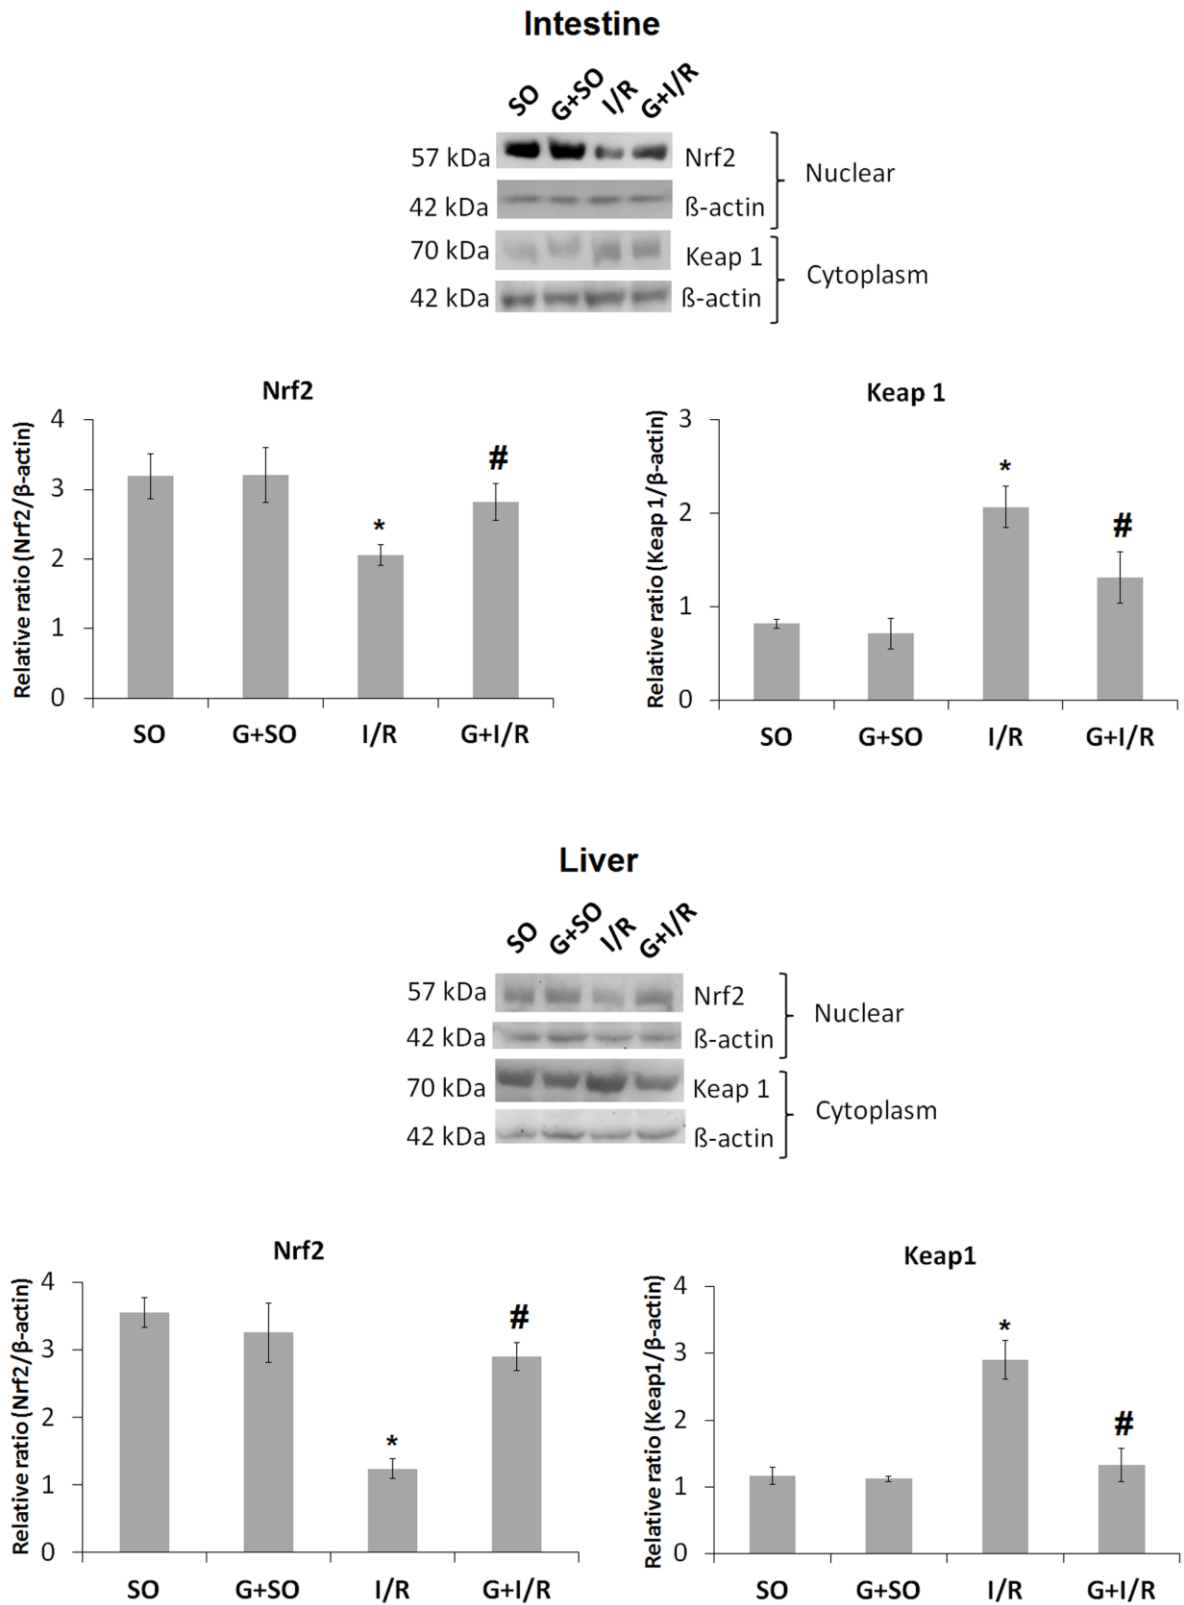 Intestine
SO G+SO I/R G+I/R
57 kDa Nrf2
Nuclear
42 kDa ß-actin
70 kDa Keap 1
Cytoplasm
42 kDa ß-actin
Nrf2
Relative ratio (Nrf2/β-actin)
4
3
2
1
0
*
#
SO G+SO I/R G+I/R
Keap 1
Relative ratio (Keap 1/β-actin)
3
2
1
0
*
#
SO G+SO I/R G+I/R
Liver
SO G+SO I/R G+I/R
57 kDa Nrf2
Nuclear
42 kDa ß-actin
70 kDa Keap 1
Cytoplasm
42 kDa ß-actin
Nrf2
Relative ratio (Nrf2/β-actin)
4
3
2
1
0
*
#
SO G+SO I/R G+I/R
Keap1
Relative ratio (Keap1/β-actin)
4
3
2
1
0
*
#
SO G+SO I/R G+I/R